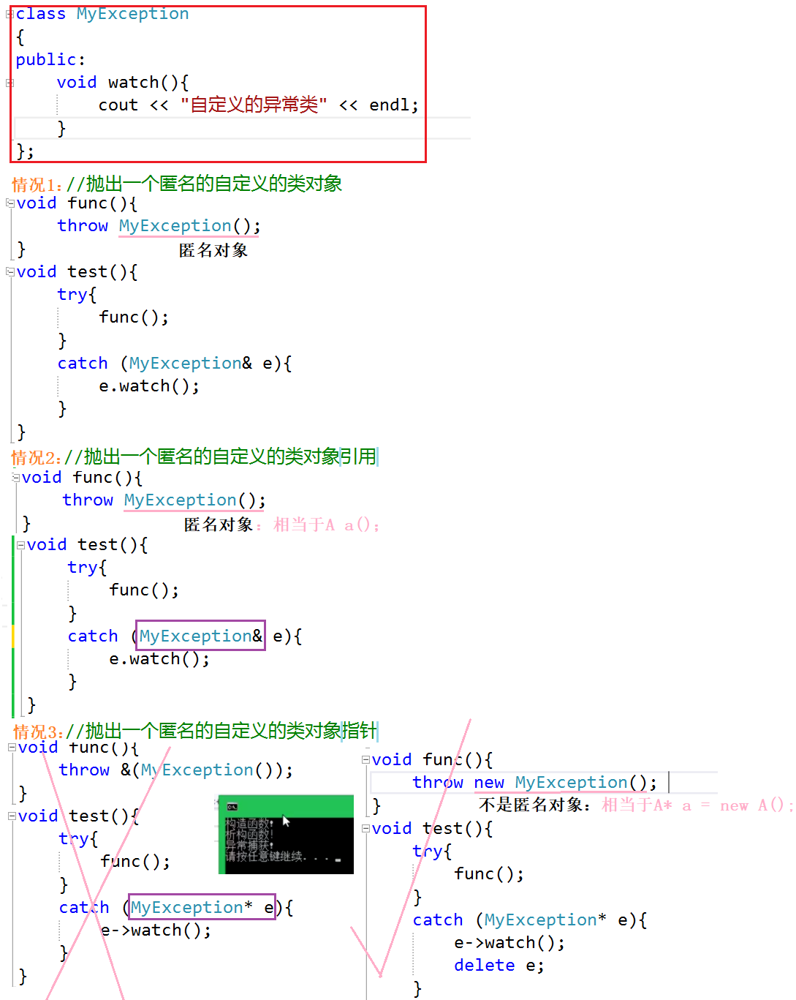 class MyException
{
public:
void watch(){
cout << "自定义的异常类" << endl;
}
};
情况1: //抛出一个匿名的自定义的类对象
void func(){
throw MyException();
}
匿名对象
void test(){
try{
func();
}
catch (MyException& e){
e.watch();
}
}
情况2: //抛出一个匿名的自定义的类对象引用
void func(){
throw MyException();
}
匿名对象：相当于A a();
void test(){
try{
func();
}
catch (MyException& e){
e.watch();
}
}
情况3: //抛出一个匿名的自定义的类对象指针
void func(){
throw &(MyException());
}
void test(){
try{
func();
}
catch (MyException* e){
e->watch();
}
}
构造函数!
析构函数!
异常捕获!
请按任意键继续. . .
void func(){
throw new MyException();
}
不是匿名对象：相当于A* a = new A();
void test(){
try{
func();
}
catch (MyException* e){
e->watch();
delete e;
}